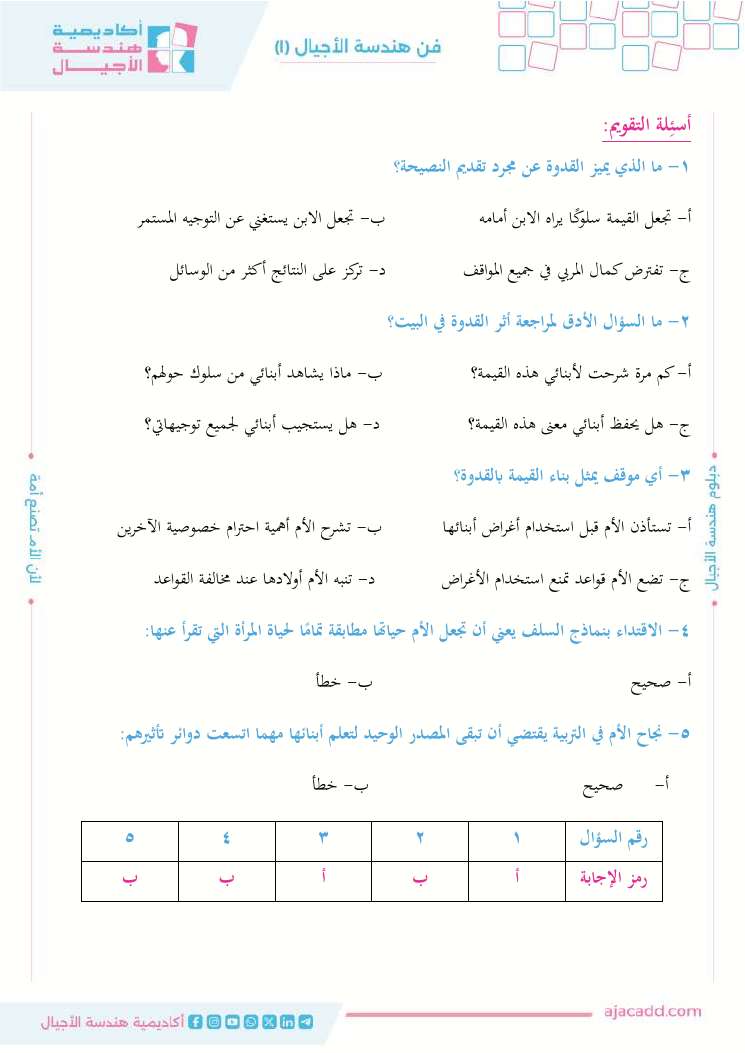 أكاديمية
هندسة
الأجيال
فن هندسة الأجيال (١)
أسئلة التقويم:
١- ما الذي يميز القدوة عن مجرد تقديم النصيحة؟
أ- تجعل القيمة سلوكًا يراه الابن أمامه ب- تجعل الابن يستغني عن التوجيه المستمر
ج- تفترض كمال المربي في جميع المواقف د- تركز على النتائج أكثر من الوسائل
٢- ما السؤال الأدق لمراجعة أثر القدوة في البيت؟
أ- كم مرة شرحت لأبنائي هذه القيمة؟ ب- ماذا يشاهد أبنائي من سلوك حولهم؟
ج- هل يحفظ أبنائي معنى هذه القيمة؟ د- هل يستجيب أبنائي لجميع توجيهاتي؟
٣- أي موقف يمثل بناء القيمة بالقدوة؟
أ- تستأذن الأم قبل استخدام أغراض أبنائها ب- تشرح الأم أهمية احترام خصوصية الآخرين
ج- تضع الأم قواعد تمنع استخدام الأغراض د- تنبه الأم أولادها عند مخالفة القواعد
٤- الاقتداء بنماذج السلف يعني أن تجعل الأم حياتها مطابقة تمامًا لحياة المرأة التي تقرأ عنها:
أ- صحيح ب- خطأ
٥- نجاح الأم في التربية يقتضي أن تبقى المصدر الوحيد لتعلم أبنائها مهما اتسعت دوائر تأثيرهم:
أ- صحيح ب- خطأ
رقم السؤال ١ ٢ ٣ ٤ ٥
رمز الإجابة أ ب أ ب ب
دبلوم هندسة الأجيال
لأن الأم تصنع أمة
أكاديمية هندسة الأجيال
ajacadd.com